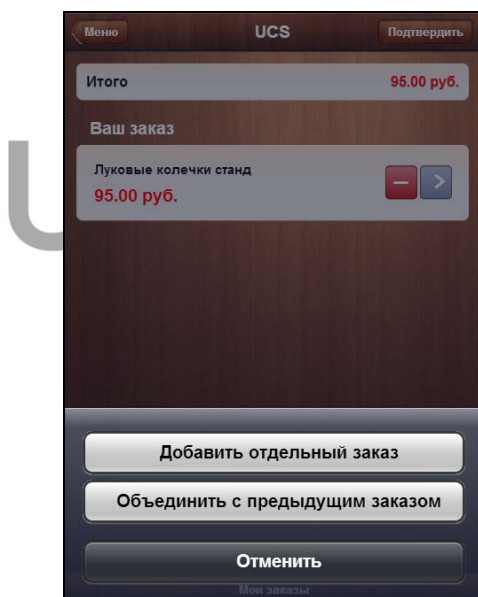 Меню
UCS
Подтвердить
Итого
95.00 руб.
Ваш заказ
Луковые колечки станд
95.00 руб.
Добавить отдельный заказ
Объединить с предыдущим заказом
Отменить
Мои заказы